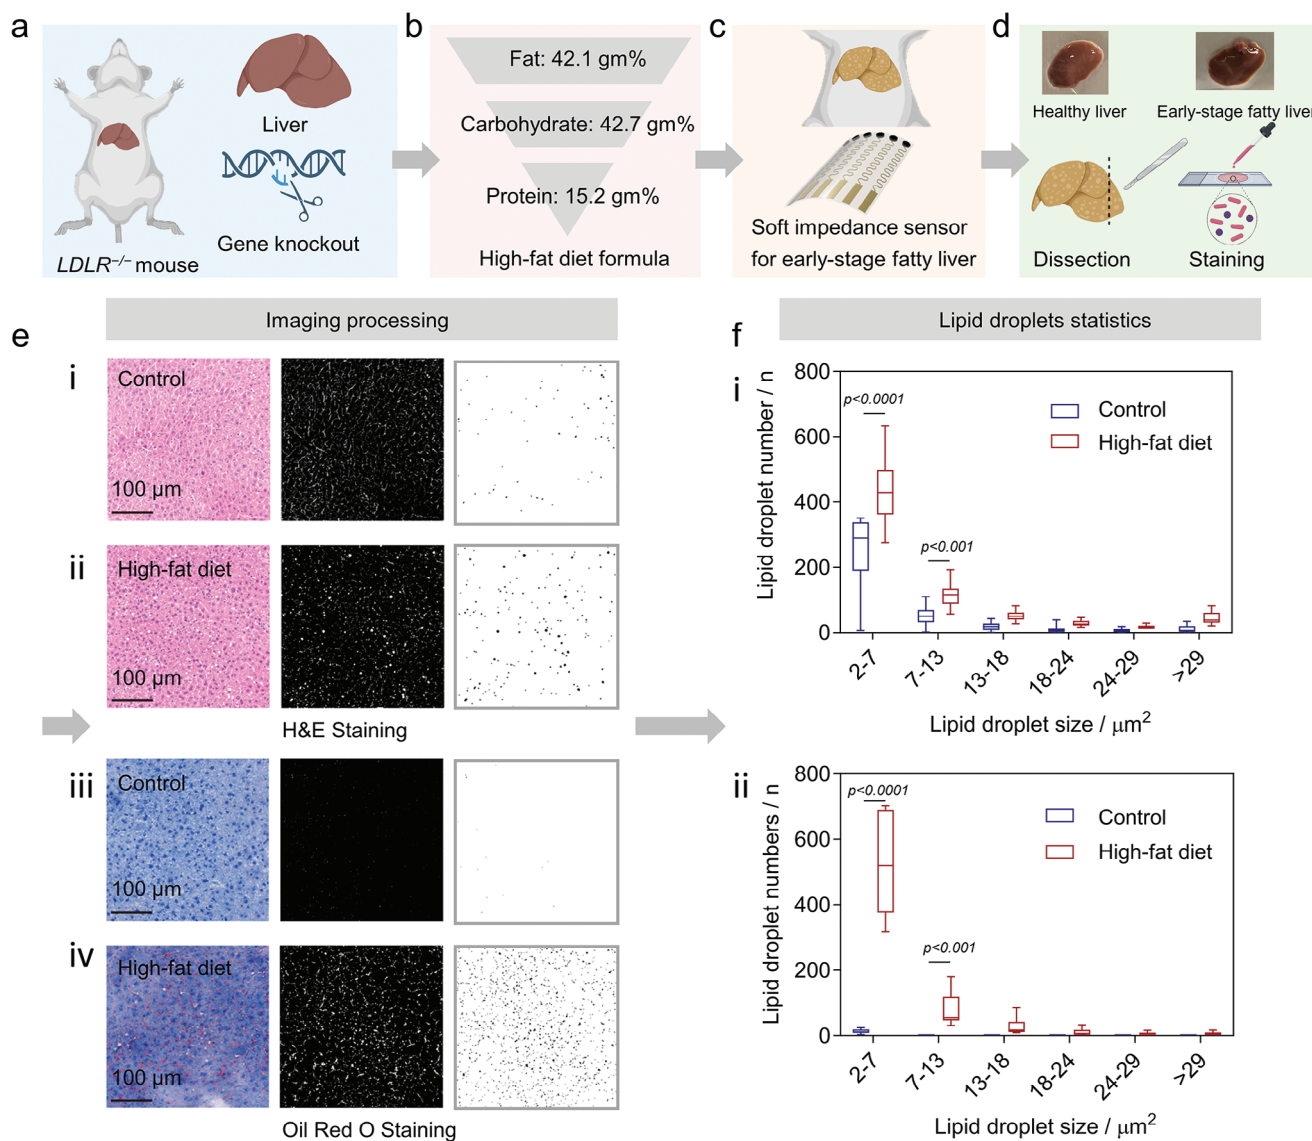 a
Liver
Gene knockout
LDLR⁻/⁻ mouse
b
Fat: 42.1 gm%
Carbohydrate: 42.7 gm%
Protein: 15.2 gm%
High-fat diet formula
c
Soft impedance sensor
for early-stage fatty liver
d
Healthy liver
Early-stage fatty liver
Dissection
Staining
e
Imaging processing
i
Control
100 μm
ii
High-fat diet
100 μm
H&E Staining
iii
Control
100 μm
iv
High-fat diet
100 μm
Oil Red O Staining
f
Lipid droplets statistics
i
Lipid droplet number / n
800
600
400
200
0
p<0.0001
p<0.001
Control
High-fat diet
2-7
7-13
13-18
18-24
24-29
>29
Lipid droplet size / μm²
ii
Lipid droplet numbers / n
800
600
400
200
0
p<0.0001
p<0.001
Control
High-fat diet
2-7
7-13
13-18
18-24
24-29
>29
Lipid droplet size / μm²